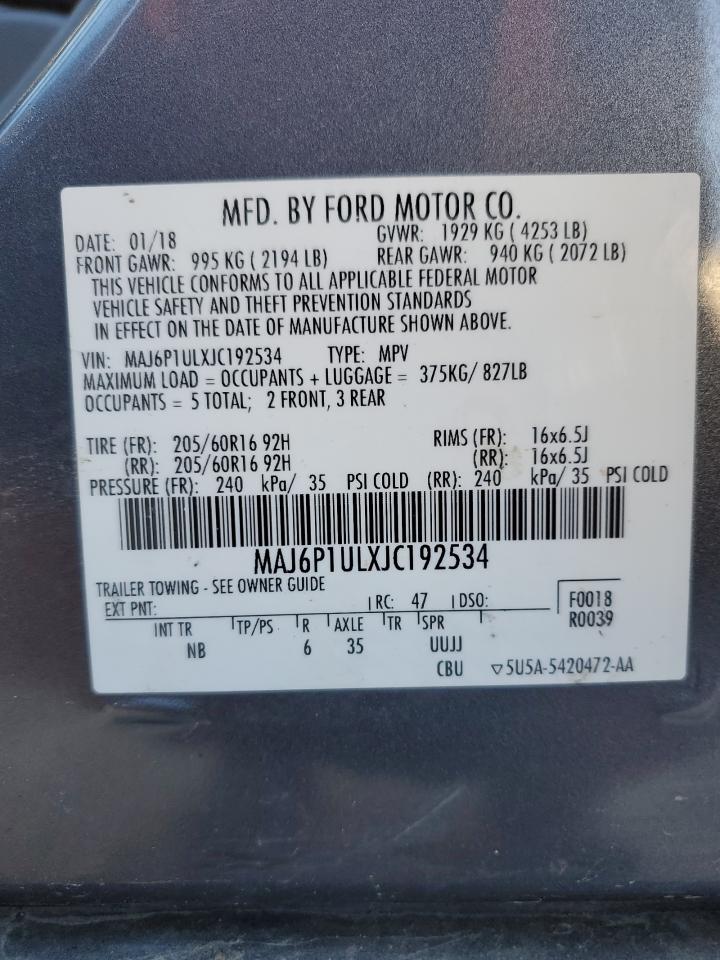 MFD. BY FORD MOTOR CO.
DATE: 01/18 GVWR: 1929 KG ( 4253 LB)
FRONT GAWR: 995 KG ( 2194 LB) REAR GAWR: 940 KG ( 2072 LB)
THIS VEHICLE CONFORMS TO ALL APPLICABLE FEDERAL MOTOR
VEHICLE SAFETY AND THEFT PREVENTION STANDARDS
IN EFFECT ON THE DATE OF MANUFACTURE SHOWN ABOVE.
VIN: MAJ6P1ULXJC192534 TYPE: MPV
MAXIMUM LOAD = OCCUPANTS + LUGGAGE = 375KG/ 827LB
OCCUPANTS = 5 TOTAL; 2 FRONT, 3 REAR
TIRE (FR): 205/60R16 92H RIMS (FR): 16x6.5J
(RR): 205/60R16 92H (RR): 16x6.5J
PRESSURE (FR): 240 kPa/ 35 PSI COLD (RR): 240 kPa/ 35 PSI COLD
MAJ6P1ULXJC192534
TRAILER TOWING - SEE OWNER GUIDE
EXT PNT: RC: 47 DSO: F0018
R0039
INT TR TP/PS R AXLE TR SPR
NB 6 35 UUJJ
CBU ▽5U5A-5420472-AA